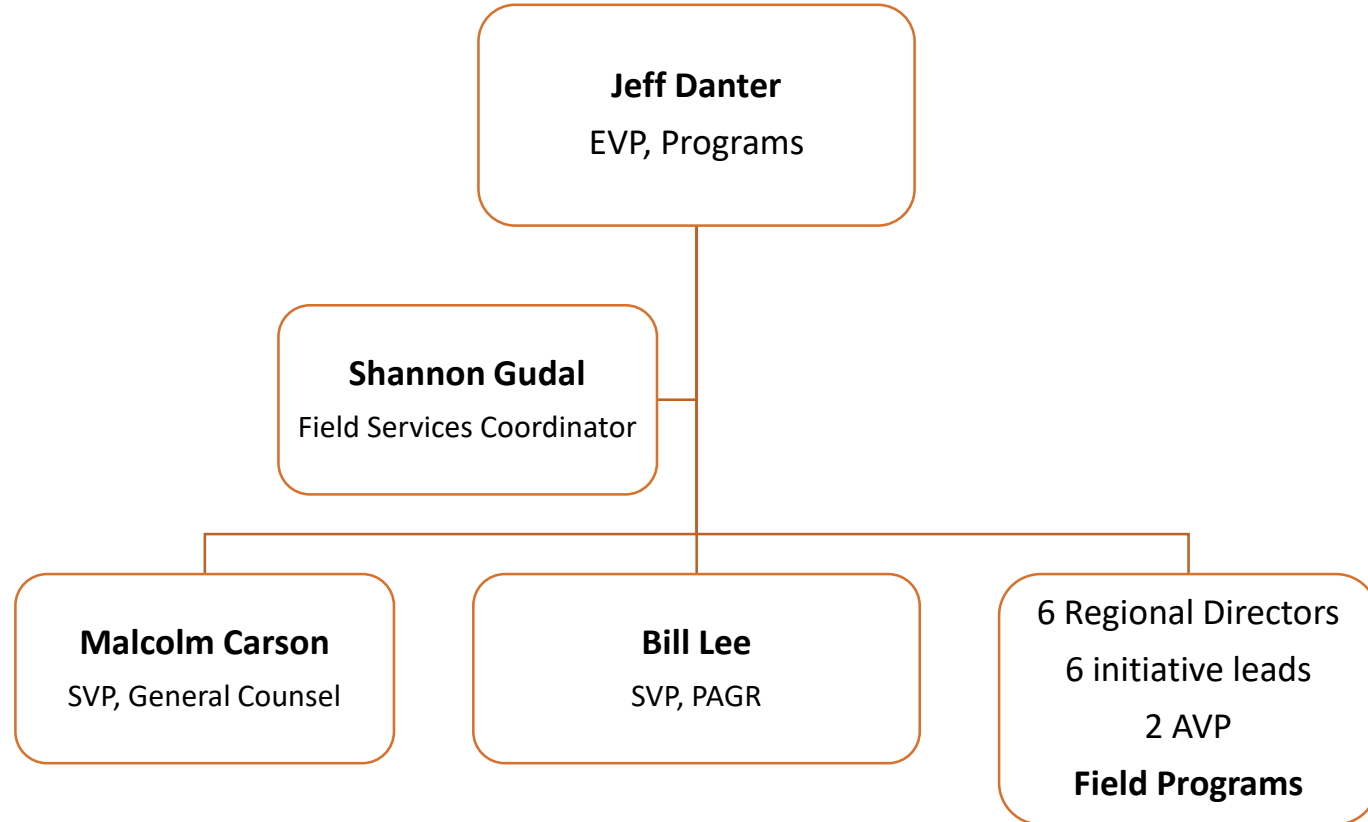 Jeff Danter
EVP, Programs
Shannon Gudal
Field Services Coordinator
Malcolm Carson
SVP, General Counsel
Bill Lee
SVP, PAGR
6 Regional Directors
6 initiative leads
2 AVP
Field Programs